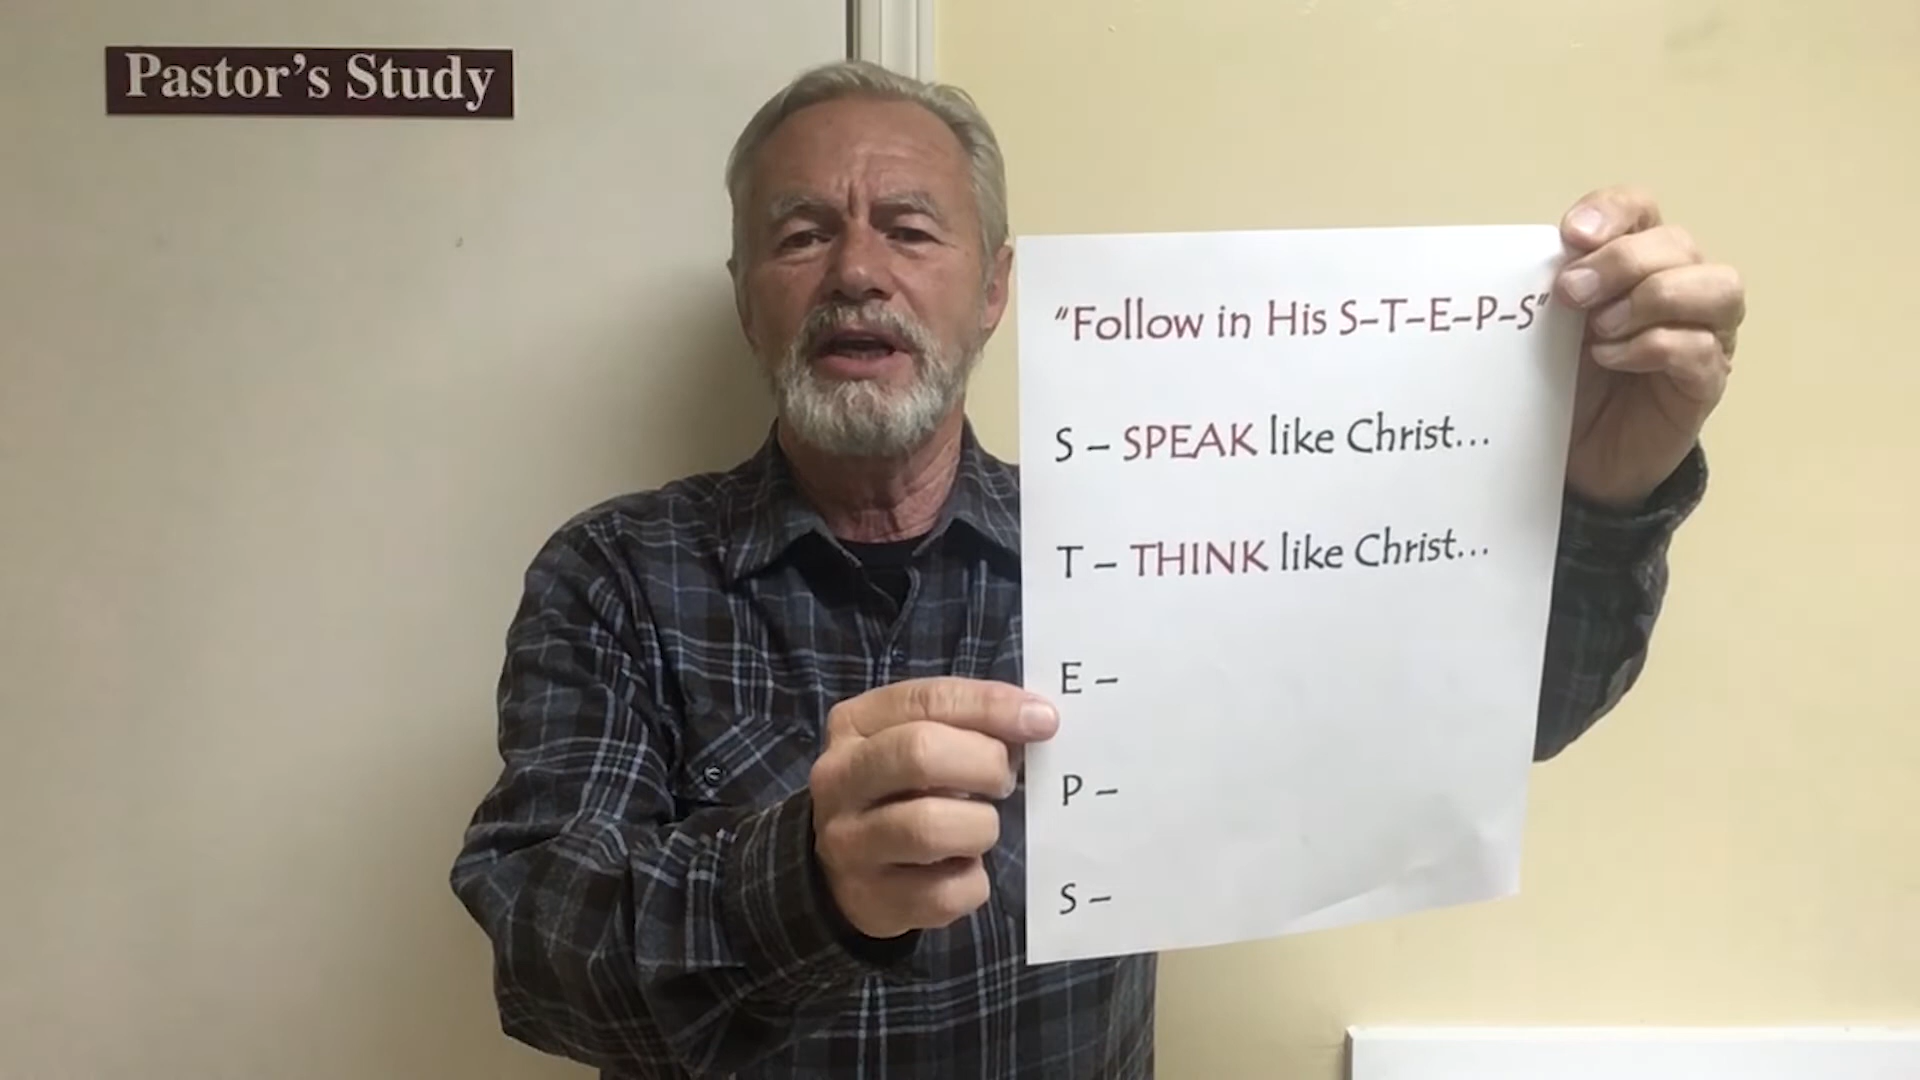 Pastor's Study
"Follow in His S-T-E-P-S"
S – SPEAK like Christ...
T – THINK like Christ...
E –
P –
S –